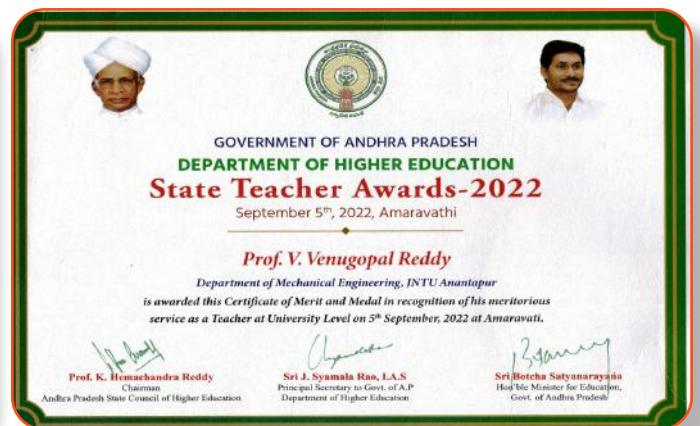 GOVERNMENT OF ANDHRA PRADESH
DEPARTMENT OF HIGHER EDUCATION
State Teacher Awards-2022
September 5th, 2022, Amaravathi
Prof. V. Venugopal Reddy
Department of Mechanical Engineering, JNTU Anantapur
is awarded this Certificate of Merit and Medal in recognition of his meritorious
service as a Teacher at University Level on 5th September, 2022 at Amaravati.
Prof. K. Hemachandra Reddy
Chairman
Andhra Pradesh State Council of Higher Education
Sri J. Syamala Rao, I.A.S
Principal Secretary to Govt. of A.P
Department of Higher Education
Sri Botcha Satyanarayana
Hon'ble Minister for Education,
Govt. of Andhra Pradesh